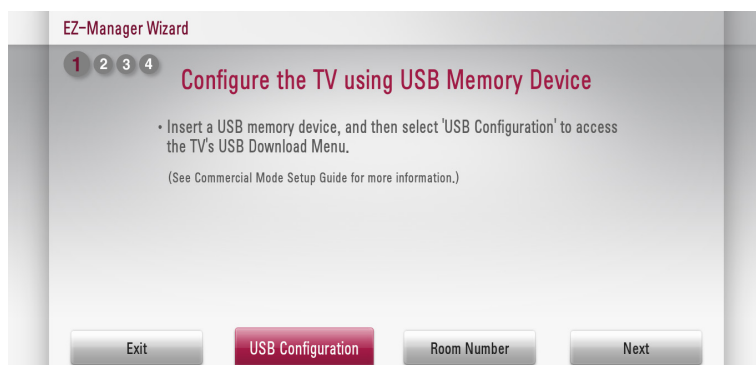 EZ-Manager Wizard
1 2 3 4
Configure the TV using USB Memory Device
• Insert a USB memory device, and then select 'USB Configuration' to access
the TV's USB Download Menu.
(See Commercial Mode Setup Guide for more information.)
Exit USB Configuration Room Number Next